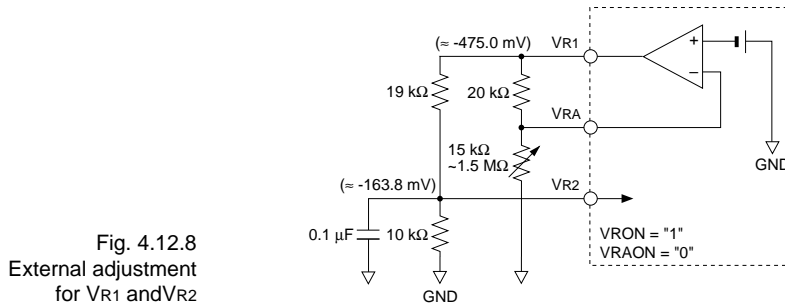 (≈ -475.0 mV)
VR1
+
−
19 kΩ
20 kΩ
VRA
GND
15 kΩ
~1.5 MΩ
(≈ -163.8 mV)
VR2
0.1 µF
10 kΩ
GND
VRON = "1"
VRAON = "0"
Fig. 4.12.8
External adjustment
for VR1 andVR2